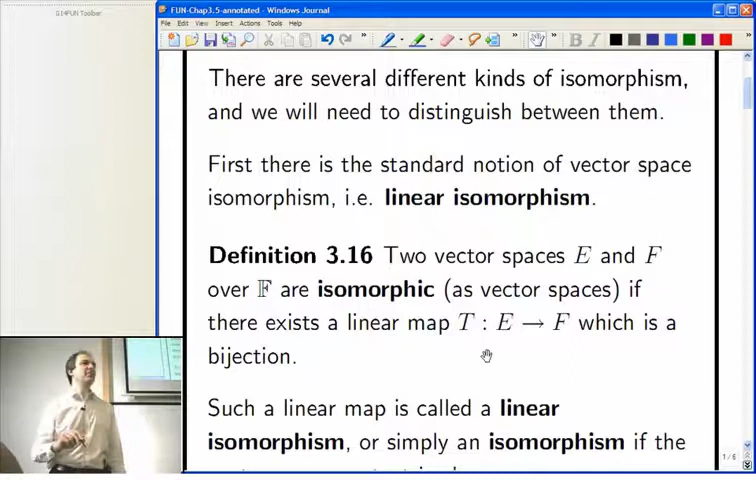 G14FUN Toolbar
FUN-Chap3.5-annotated - Windows Journal
File Edit View Insert Actions Tools Help
There are several different kinds of isomorphism,
and we will need to distinguish between them.
First there is the standard notion of vector space
isomorphism, i.e. linear isomorphism.
Definition 3.16 Two vector spaces E and F
over 𝔽 are isomorphic (as vector spaces) if
there exists a linear map T : E → F which is a
bijection.
Such a linear map is called a linear
isomorphism, or simply an isomorphism if the
1 / 6